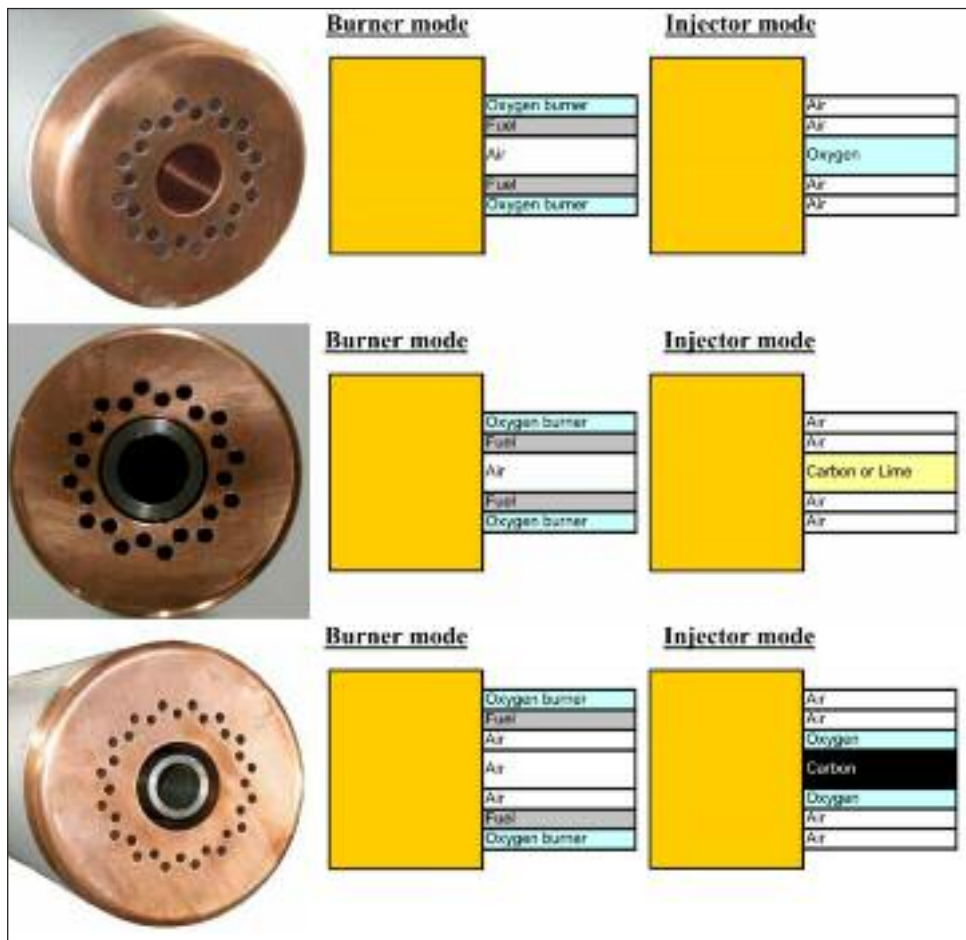 Burner mode
Injector mode
Oxygen burner
Fuel
Air
Fuel
Oxygen burner
Air
Air
Oxygen
Air
Air
Burner mode
Injector mode
Oxygen burner
Fuel
Air
Fuel
Oxygen burner
Air
Air
Carbon or Lime
Air
Air
Burner mode
Injector mode
Oxygen burner
Fuel
Air
Air
Air
Fuel
Oxygen burner
Air
Air
Oxygen
Carbon
Oxygen
Air
Air